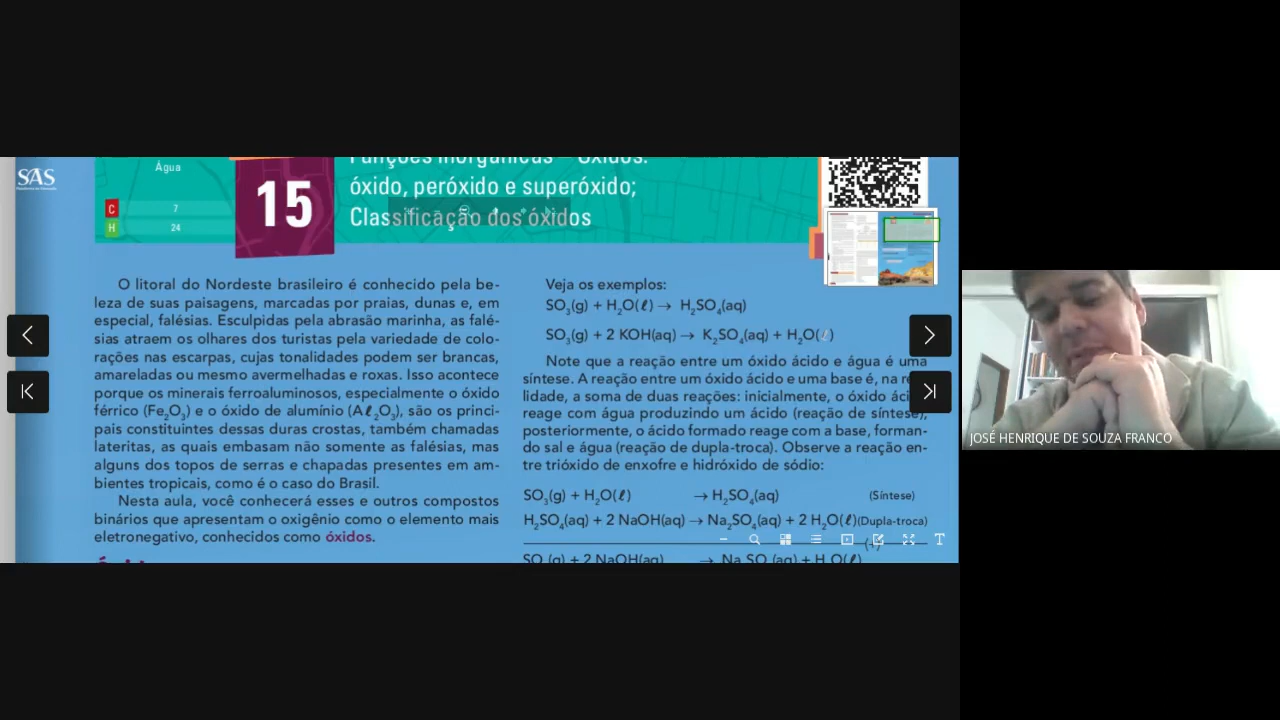 SAS
Água
C 7
H 24
15
Funções Inorgânicas – Óxidos:
óxido, peróxido e superóxido;
Classificação dos óxidos
O litoral do Nordeste brasileiro é conhecido pela be-
leza de suas paisagens, marcadas por praias, dunas e, em
especial, falésias. Esculpidas pela abrasão marinha, as falé-
sias atraem os olhares dos turistas pela variedade de colo-
rações nas escarpas, cujas tonalidades podem ser brancas,
amareladas ou mesmo avermelhadas e roxas. Isso acontece
porque os minerais ferroaluminosos, especialmente o óxido
férrico (Fe₂O₃) e o óxido de alumínio (Aℓ₂O₃), são os princi-
pais constituintes dessas duras crostas, também chamadas
lateritas, as quais embasam não somente as falésias, mas
alguns dos topos de serras e chapadas presentes em am-
bientes tropicais, como é o caso do Brasil.
Nesta aula, você conhecerá esses e outros compostos
binários que apresentam o oxigênio como o elemento mais
eletronegativo, conhecidos como óxidos.
Veja os exemplos:
SO₃(g) + H₂O(ℓ) → H₂SO₄(aq)
SO₃(g) + 2 KOH(aq) → K₂SO₄(aq) + H₂O(ℓ)
Note que a reação entre um óxido ácido e água é uma
síntese. A reação entre um óxido ácido e uma base é, na
lidade, a soma de duas reações: inicialmente, o óxido
reage com água produzindo um ácido (reação de síntese);
posteriormente, o ácido formado reage com a base, forman-
do sal e água (reação de dupla-troca). Observe a reação en-
tre trióxido de enxofre e hidróxido de sódio:
SO₃(g) + H₂O(ℓ) → H₂SO₄(aq) (Síntese)
H₂SO₄(aq) + 2 NaOH(aq) → Na₂SO₄(aq) + 2 H₂O(ℓ) (Dupla-troca)
(+)
SO₃(g) + 2 NaOH(aq) → Na₂SO₄(aq) + H₂O(ℓ)
T
JOSÉ HENRIQUE DE SOUZA FRANCO